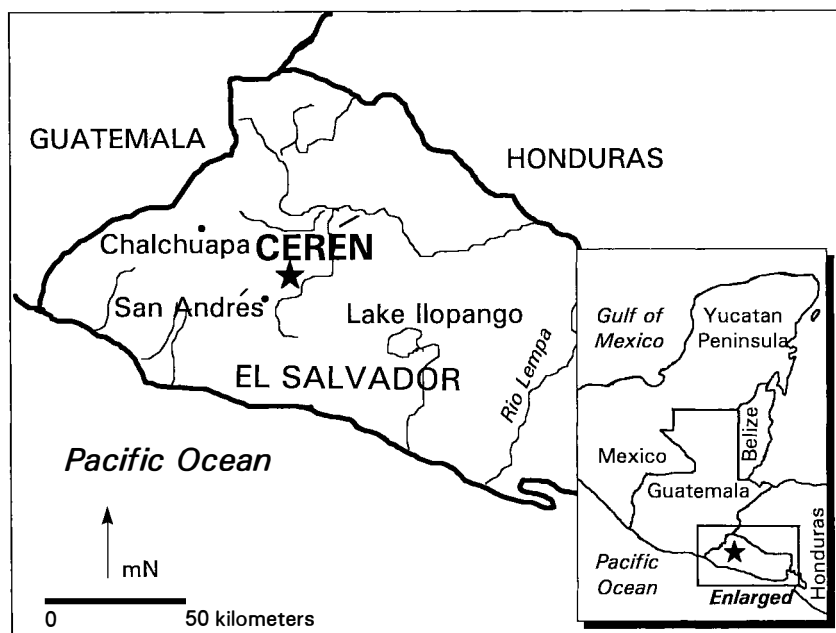 GUATEMALA
HONDURAS
Chalchuapa
CERÉN
San Andrés
Lake Ilopango
EL SALVADOR
Rio Lempa
Pacific Ocean
mN
0 50 kilometers
Gulf of
Mexico
Yucatan
Peninsula
Belize
Mexico
Guatemala
Honduras
Pacific
Ocean
Enlarged